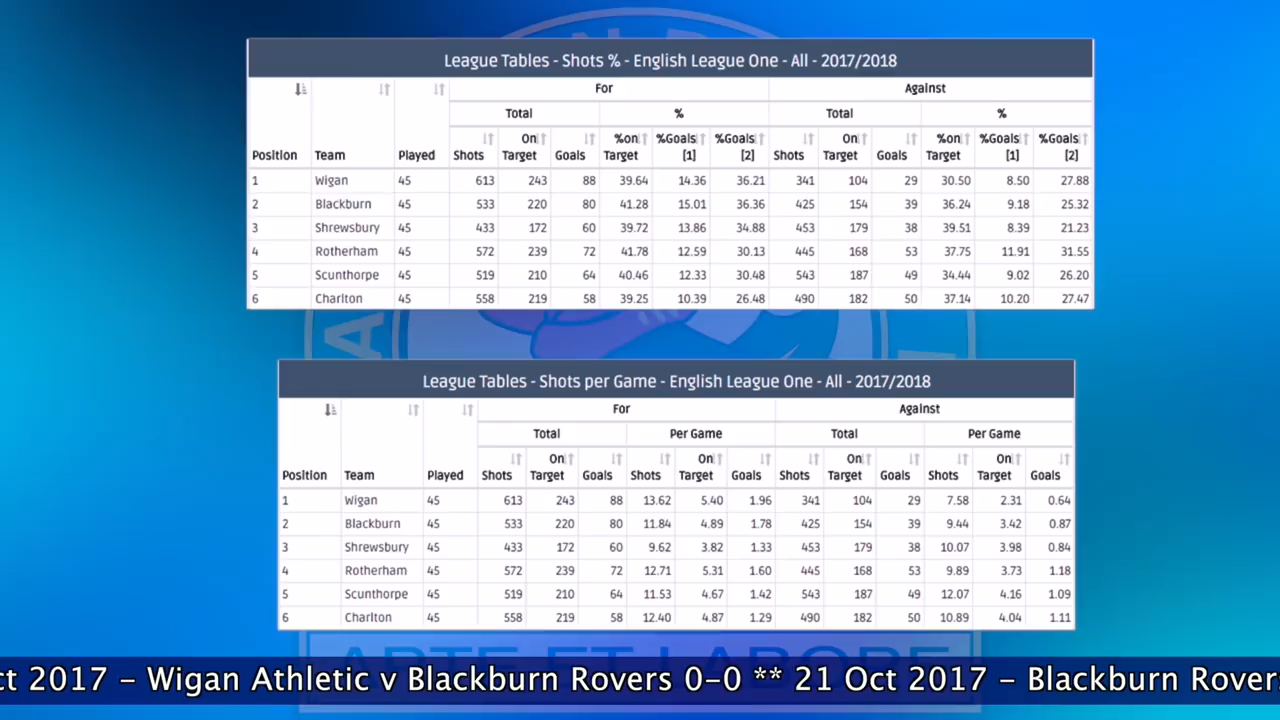 League Tables - Shots % - English League One - All - 2017/2018
For Against
Total % Total %
Position Team Played Shots On Target Goals %on Target %Goals [1] %Goals [2] Shots On Target Goals %on Target %Goals [1] %Goals [2]
1 Wigan 45 613 243 88 39.64 14.36 36.21 341 104 29 30.50 8.50 27.88
2 Blackburn 45 533 220 80 41.28 15.01 36.36 425 154 39 36.24 9.18 25.32
3 Shrewsbury 45 433 172 60 39.72 13.86 34.88 453 179 38 39.51 8.39 21.23
4 Rotherham 45 572 239 72 41.78 12.59 30.13 445 168 53 37.75 11.91 31.55
5 Scunthorpe 45 519 210 64 40.46 12.33 30.48 543 187 49 34.44 9.02 26.20
6 Charlton 45 558 219 58 39.25 10.39 26.48 490 182 50 37.14 10.20 27.47
League Tables - Shots per Game - English League One - All - 2017/2018
For Against
Total Per Game Total Per Game
Position Team Played Shots On Target Goals Shots On Target Goals Shots On Target Goals Shots On Target Goals
1 Wigan 45 613 243 88 13.62 5.40 1.96 341 104 29 7.58 2.31 0.64
2 Blackburn 45 533 220 80 11.84 4.89 1.78 425 154 39 9.44 3.42 0.87
3 Shrewsbury 45 433 172 60 9.62 3.82 1.33 453 179 38 10.07 3.98 0.84
4 Rotherham 45 572 239 72 12.71 5.31 1.60 445 168 53 9.89 3.73 1.18
5 Scunthorpe 45 519 210 64 11.53 4.67 1.42 543 187 49 12.07 4.16 1.09
6 Charlton 45 558 219 58 12.40 4.87 1.29 490 182 50 10.89 4.04 1.11
ARTE ET LABORE
ct 2017 – Wigan Athletic v Blackburn Rovers 0–0 ** 21 Oct 2017 – Blackburn Rovers